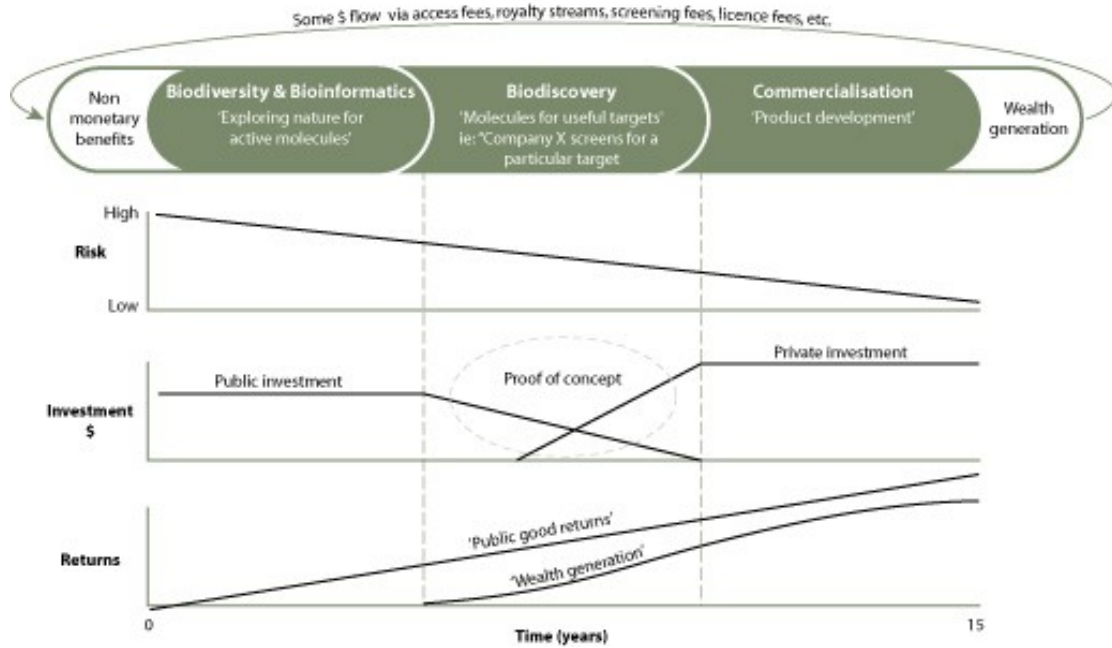 Some $ flow via access fees, royalty streams, screening fees, licence fees, etc.
Non
monetary
benefits
Biodiversity & Bioinformatics
'Exploring nature for
active molecules'
Biodiscovery
'Molecules for useful targets'
ie: "Company X screens for a
particular target
Commercialisation
'Product development'
Wealth
generation
High
Risk
Low
Public investment
Proof of concept
Private investment
Investment
$
'Public good returns'
'Wealth generation'
Returns
0
15
Time (years)